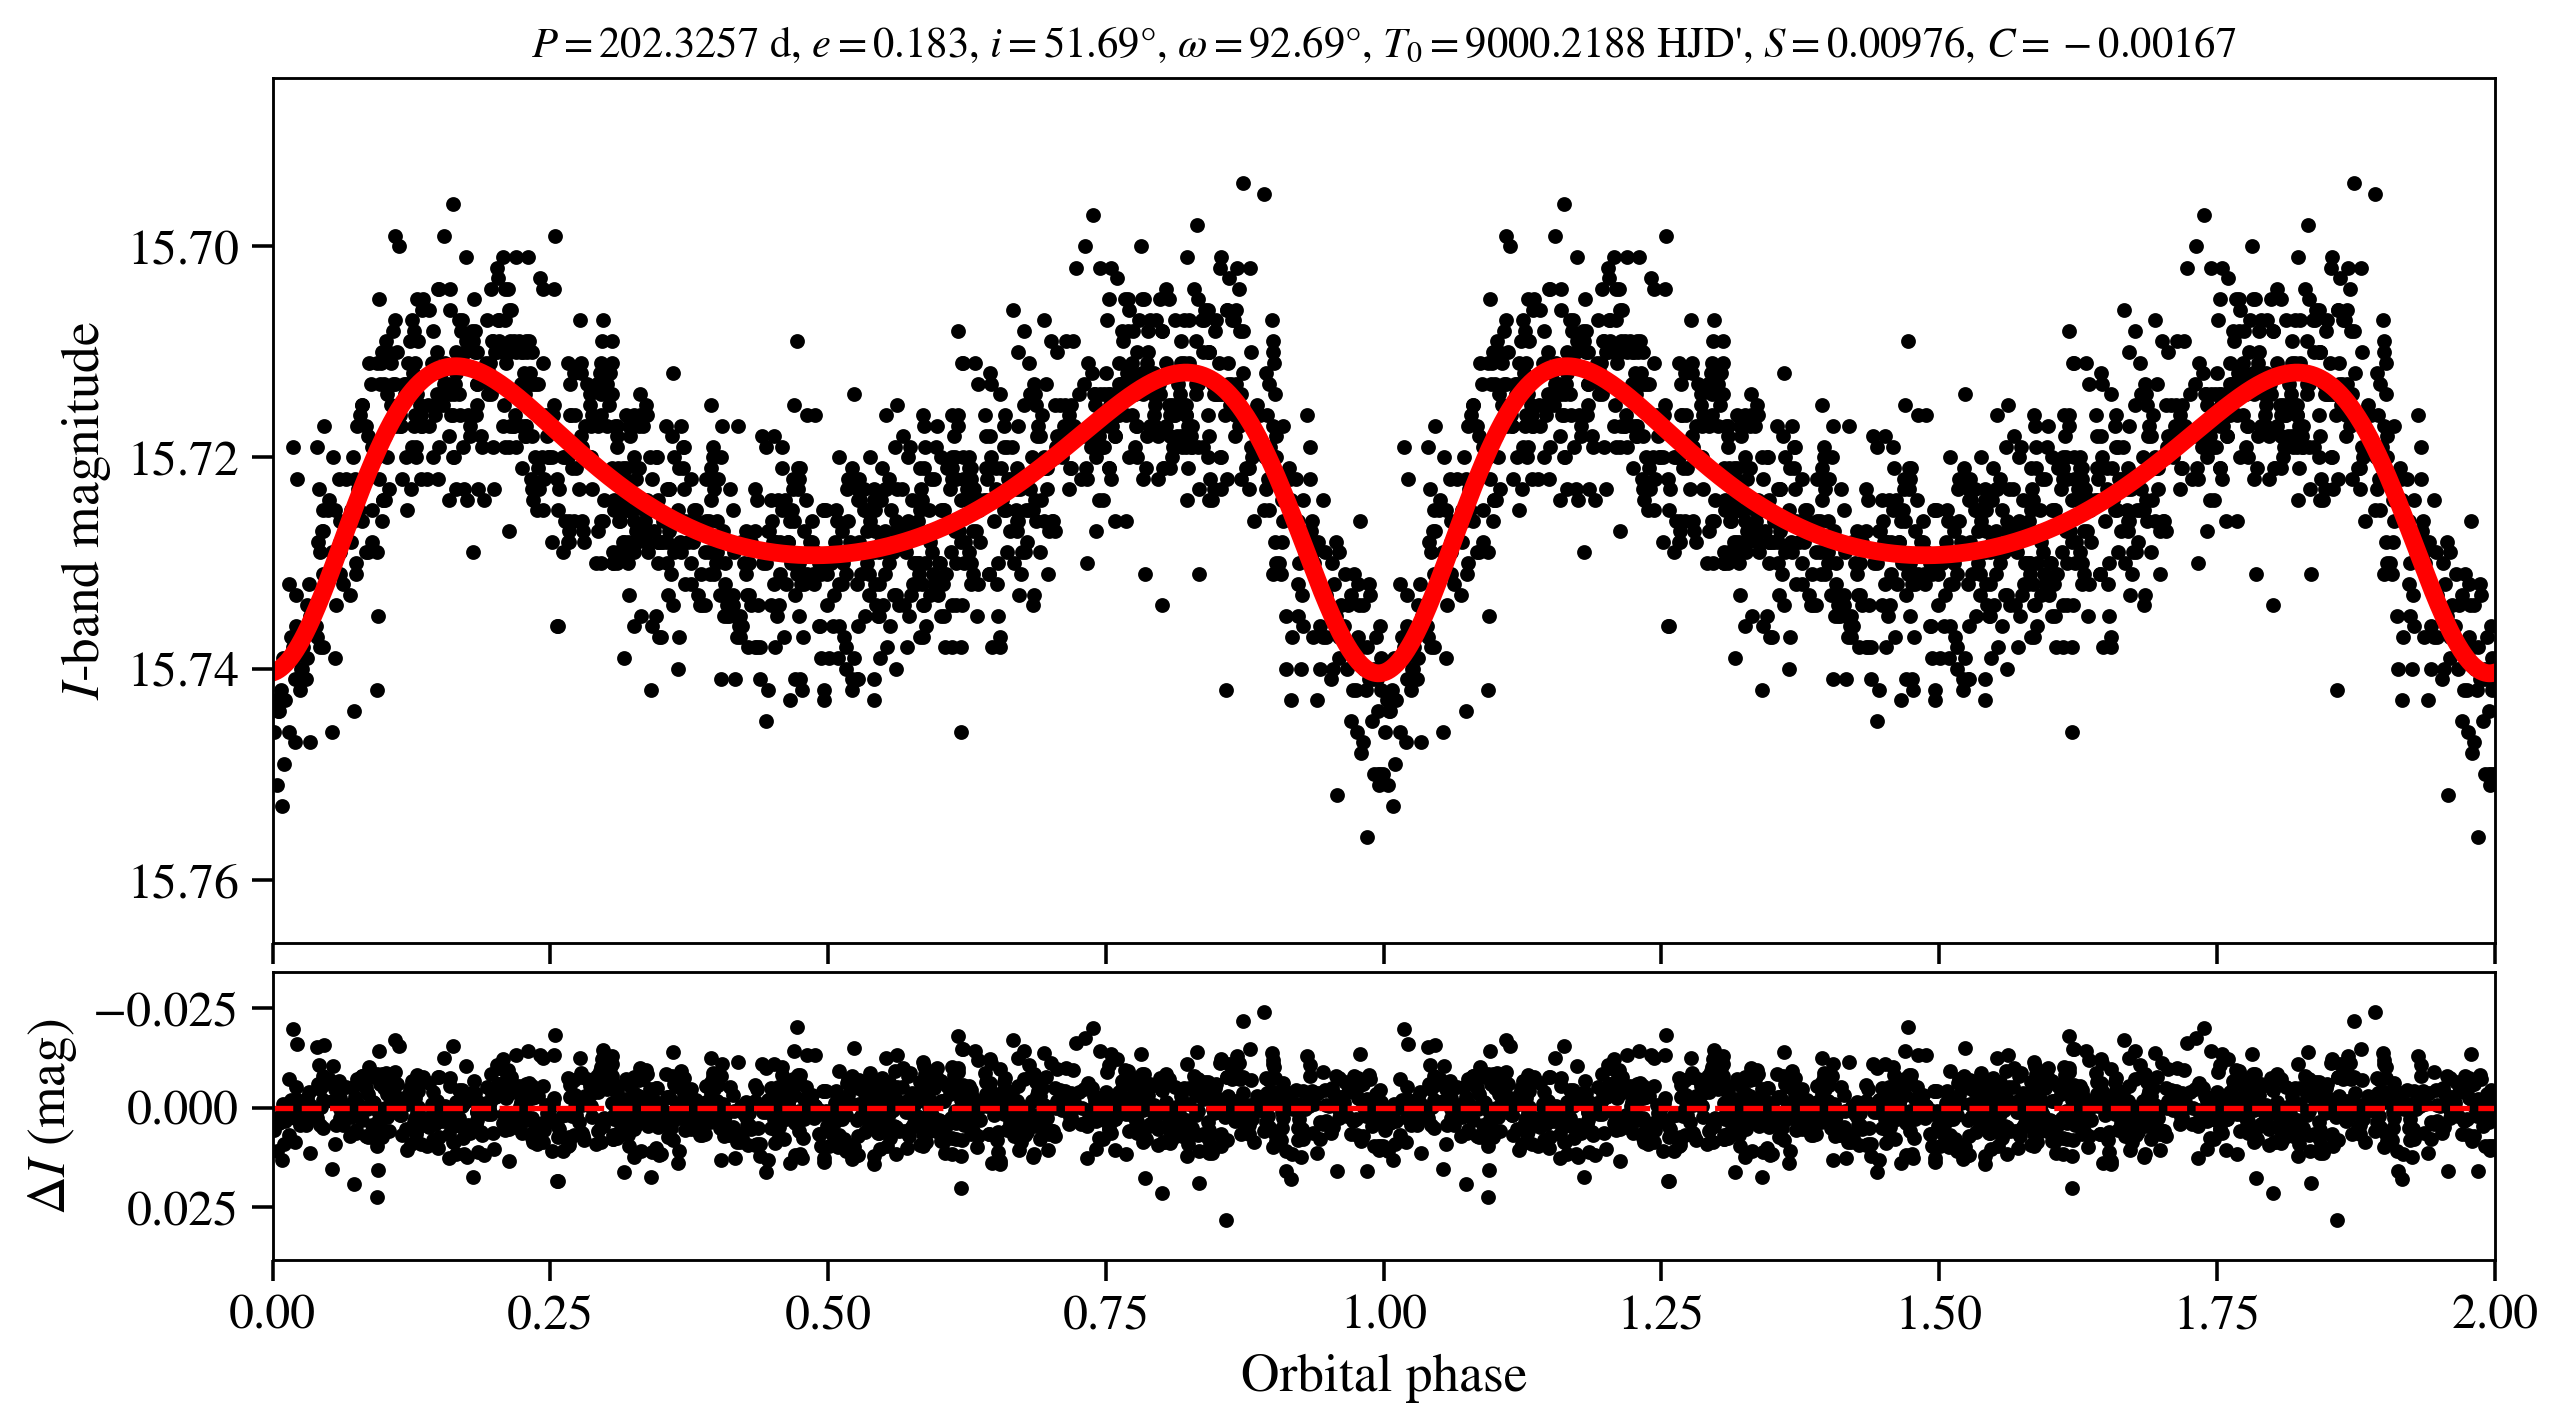 P = 202.3257 d, e = 0.183, i = 51.69°, ω = 92.69°, T₀ = 9000.2188 HJD', S = 0.00976, C = −0.00167
I-band magnitude
15.70
15.72
15.74
15.76
ΔI (mag)
−0.025
0.000
0.025
0.00 0.25 0.50 0.75 1.00 1.25 1.50 1.75 2.00
Orbital phase